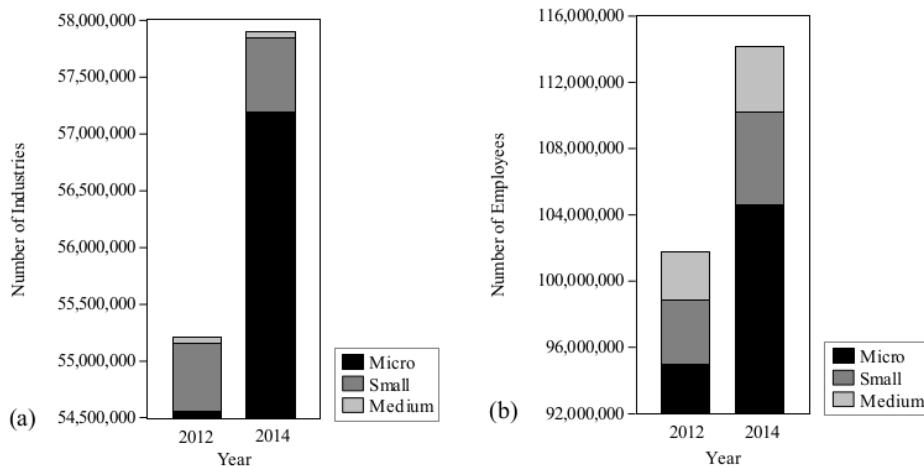 58,000,000
57,500,000
57,000,000
56,500,000
56,000,000
55,500,000
55,000,000
54,500,000
Number of Industries
2012 2014
Year
(a)
Micro
Small
Medium
116,000,000
112,000,000
108,000,000
104,000,000
100,000,000
96,000,000
92,000,000
Number of Employees
2012 2014
Year
(b)
Micro
Small
Medium